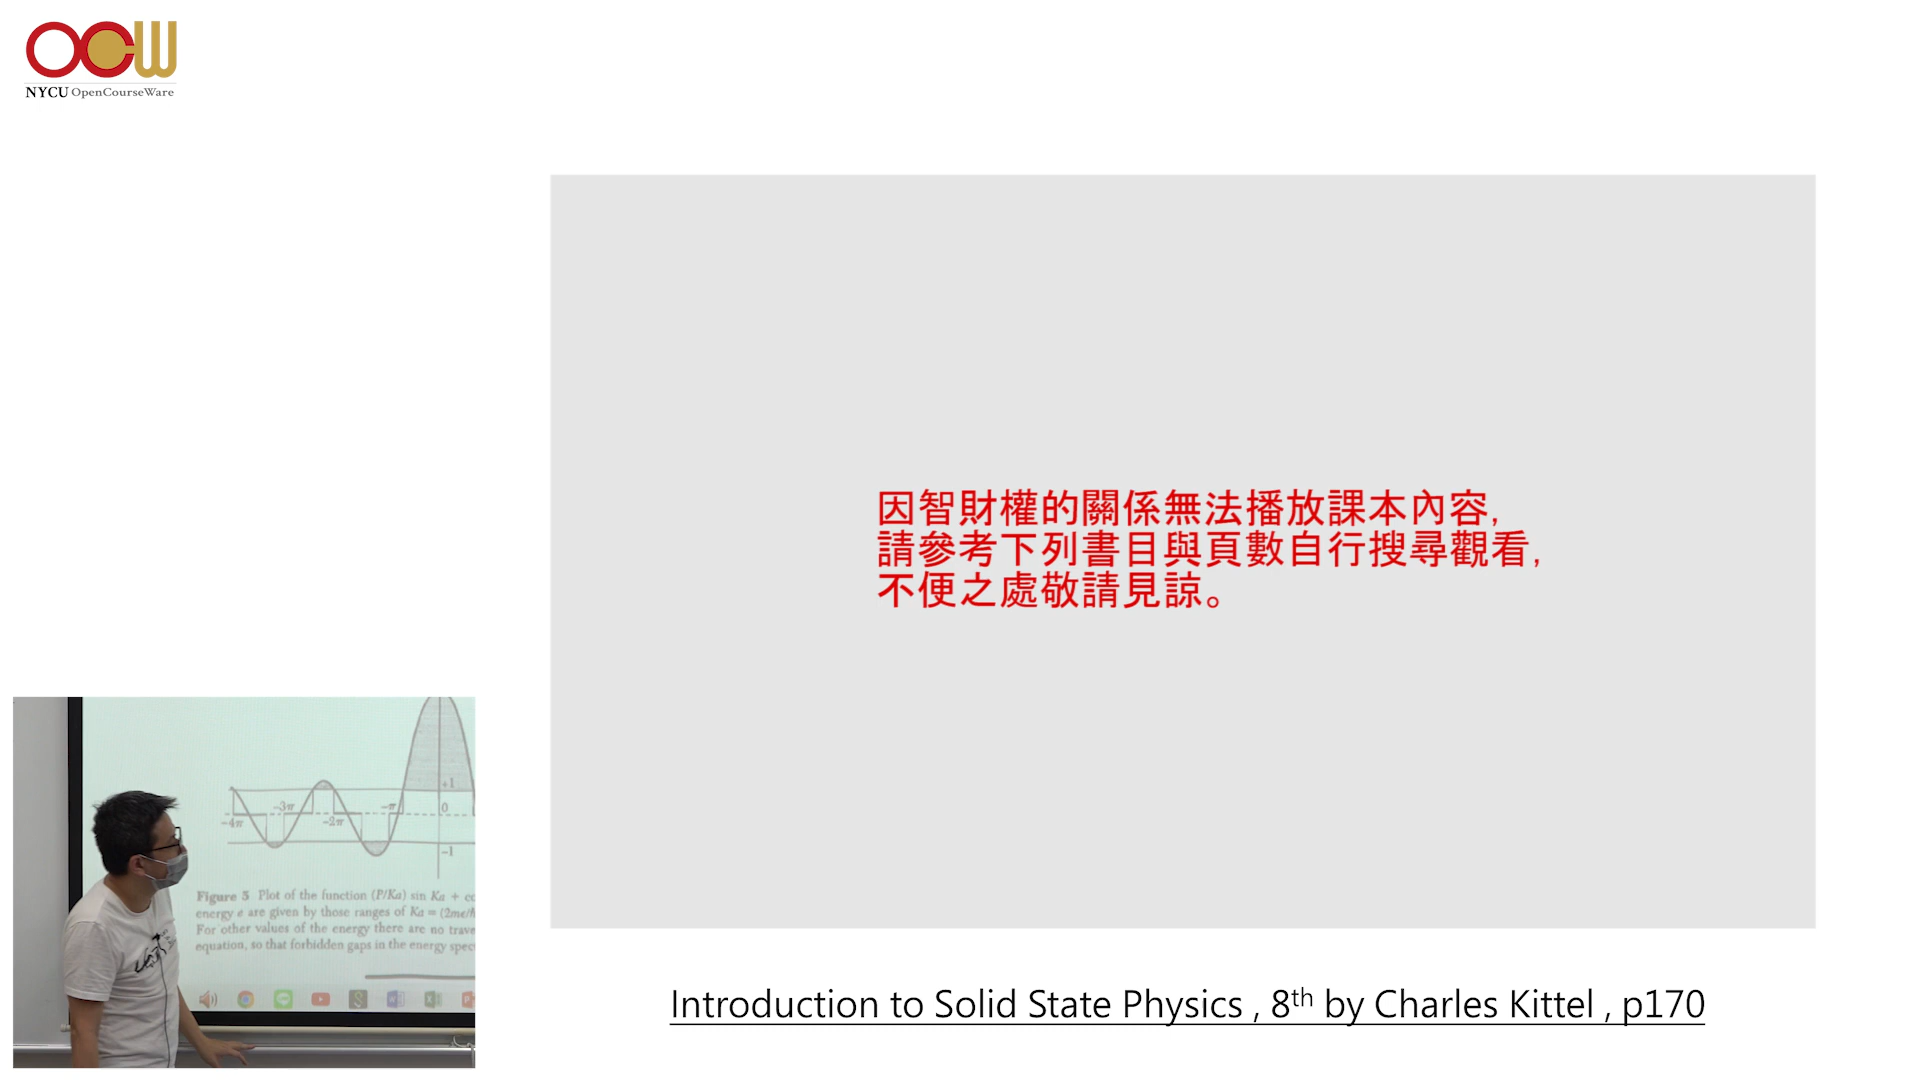 OCW
NYCU OpenCourseWare
因智財權的關係無法播放課本內容,
請參考下列書目與頁數自行搜尋觀看,
不便之處敬請見諒。
+1
-3π
-π
0
-4π
-2π
-1
Figure 5 Plot of the function (P/Ka) sin Ka +
energy ϵ are given by those ranges of Ka = (2mϵ/
For other values of the energy there are no
equation, so that forbidden gaps in the energy
Introduction to Solid State Physics , 8th by Charles Kittel , p170